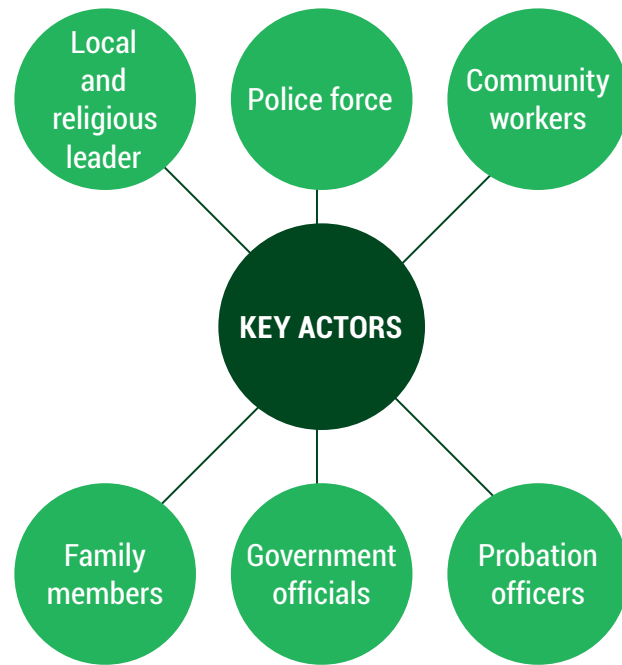 Local
and
religious
leader
Police force
Community
workers
KEY ACTORS
Family
members
Government
officials
Probation
officers